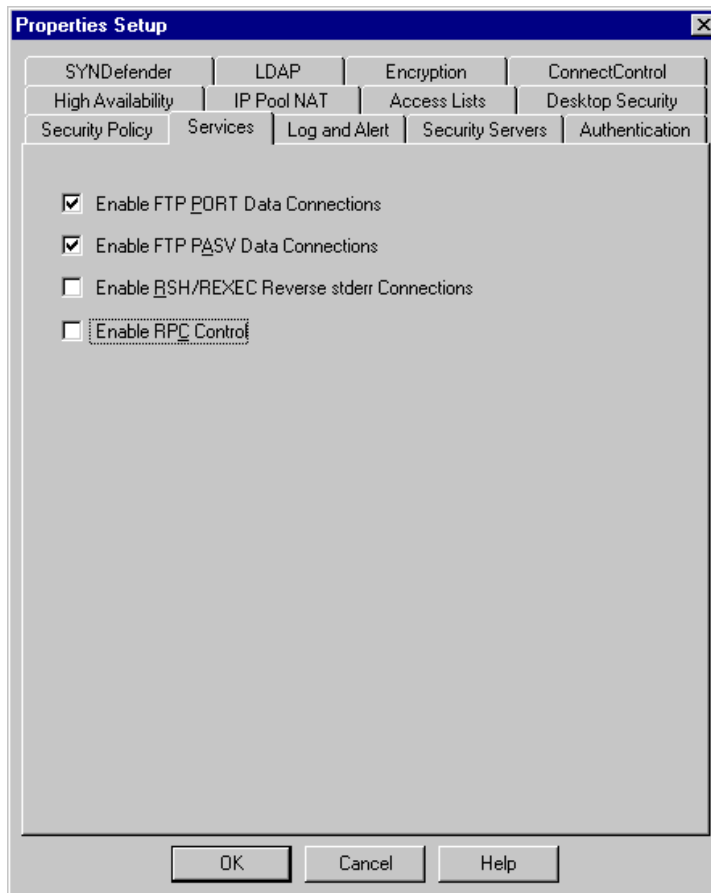 Properties Setup
SYNDefender LDAP Encryption ConnectControl
High Availability IP Pool NAT Access Lists Desktop Security
Security Policy Services Log and Alert Security Servers Authentication
Enable FTP PORT Data Connections
Enable FTP PASV Data Connections
Enable RSH/REXEC Reverse stderr Connections
Enable RPC Control
OK Cancel Help